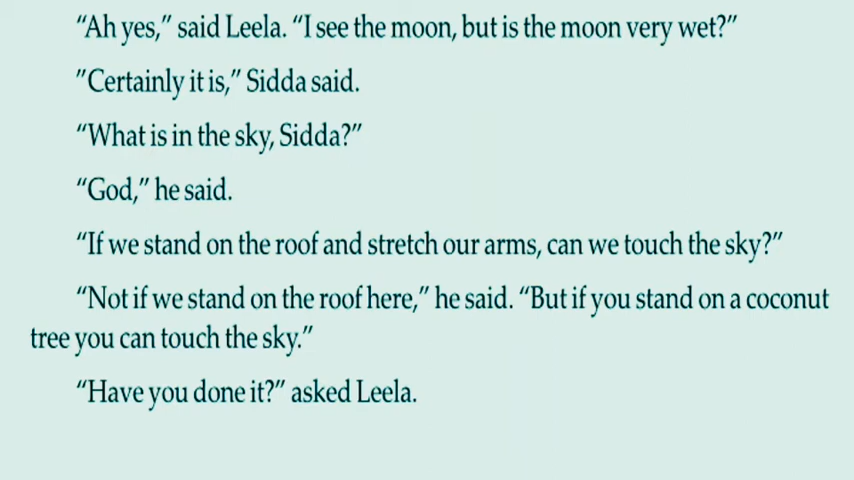 “Ah yes,” said Leela. “I see the moon, but is the moon very wet?”
”Certainly it is,” Sidda said.
“What is in the sky, Sidda?”
“God,” he said.
“If we stand on the roof and stretch our arms, can we touch the sky?”
“Not if we stand on the roof here,” he said. “But if you stand on a coconut
tree you can touch the sky.”
“Have you done it?” asked Leela.